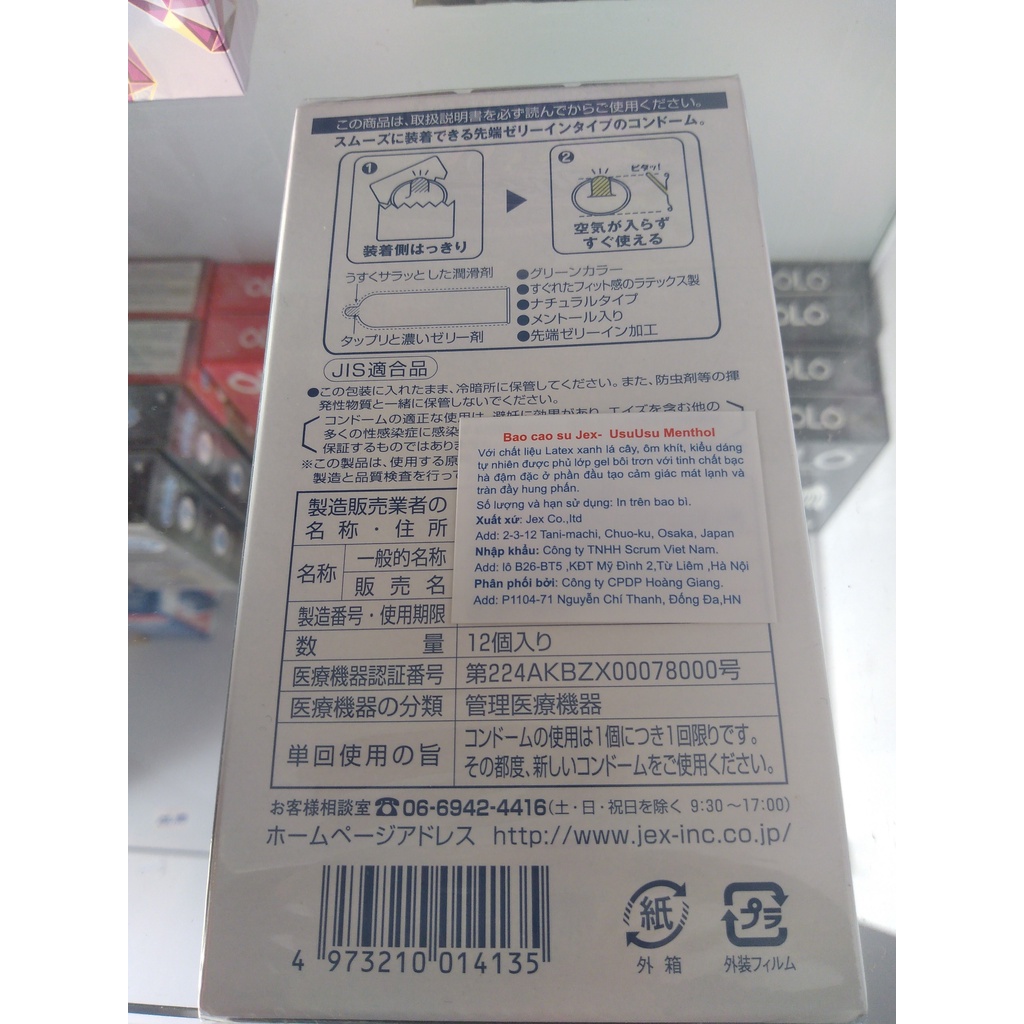 この商品は、取扱説明書を必ず読んでからご使用ください。
スムーズに装着できる先端ゼリーインタイプのコンドーム。
1
装着側はっきり
2
ピタッ!
空気が入らず
すぐ使える
うすくサラッとした潤滑剤
タップリと濃いゼリー剤
●グリーンカラー
●すぐれたフィット感のラテックス製
●ナチュラルタイプ
●メントール入り
●先端ゼリーイン加工
JIS適合品
●この包装に入れたまま、冷暗所に保管してください。また、防虫剤等の揮
発性物質と一緒に保管しないでください。
コンドームの適正な使用は、避妊に効果があり、エイズを含む他の
多くの性感染症に感染
保証するものではありま
※この製品は、使用する原
製造と品質検査を行って
Bao cao su Jex- UsuUsu Menthol
Với chất liệu Latex xanh lá cây, ôm khít, kiểu dáng
tự nhiên được phủ lớp gel bôi trơn với tinh chất bạc
hà đậm đặc ở phần đầu tạo cảm giác mát lạnh và
tràn đầy hưng phấn.
Số lượng và hạn sử dụng: In trên bao bì.
Xuất xứ: Jex Co.,ltd
Add: 2-3-12 Tani-machi, Chuo-ku, Osaka, Japan
Nhập khẩu: Công ty TNHH Scrum Viet Nam.
Add: lô B26-BT5 ,KĐT Mỹ Đình 2,Từ Liêm ,Hà Nội
Phân phối bởi: Công ty CPDP Hoàng Giang.
Add: P1104-71 Nguyễn Chí Thanh, Đống Đa,HN
製造販売業者の
名称・住所
名称
一般的名称
販売名
製造番号・使用期限
数量 12個入り
医療機器認証番号 第224AKBZX00078000号
医療機器の分類 管理医療機器
単回使用の旨
コンドームの使用は1個につき1回限りです。
その都度、新しいコンドームをご使用ください。
お客様相談室☎06-6942-4416(土・日・祝日を除く 9:30〜17:00)
ホームページアドレス http://www.jex-inc.co.jp/
4 973210 014135
紙
外箱
プラ
外装フィルム
OLO
OLO
OLO